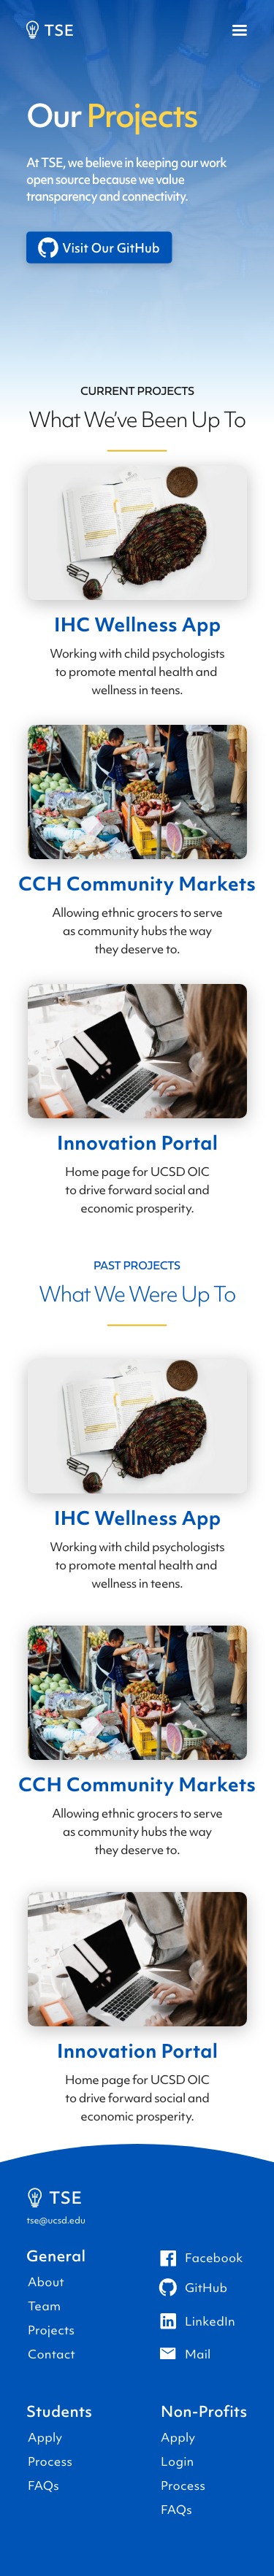 TSE
Our Projects
At TSE, we believe in keeping our work
open source because we value
transparency and connectivity.
Visit Our GitHub
CURRENT PROJECTS
What We've Been Up To
IHC Wellness App
Working with child psychologists
to promote mental health and
wellness in teens.
CCH Community Markets
Allowing ethnic grocers to serve
as community hubs the way
they deserve to.
Innovation Portal
Home page for UCSD OIC
to drive forward social and
economic prosperity.
PAST PROJECTS
What We Were Up To
IHC Wellness App
Working with child psychologists
to promote mental health and
wellness in teens.
CCH Community Markets
Allowing ethnic grocers to serve
as community hubs the way
they deserve to.
Innovation Portal
Home page for UCSD OIC
to drive forward social and
economic prosperity.
TSE
tse@ucsd.edu
General
About
Team
Projects
Contact
Facebook
GitHub
LinkedIn
Mail
Students
Apply
Process
FAQs
Non-Profits
Apply
Login
Process
FAQs